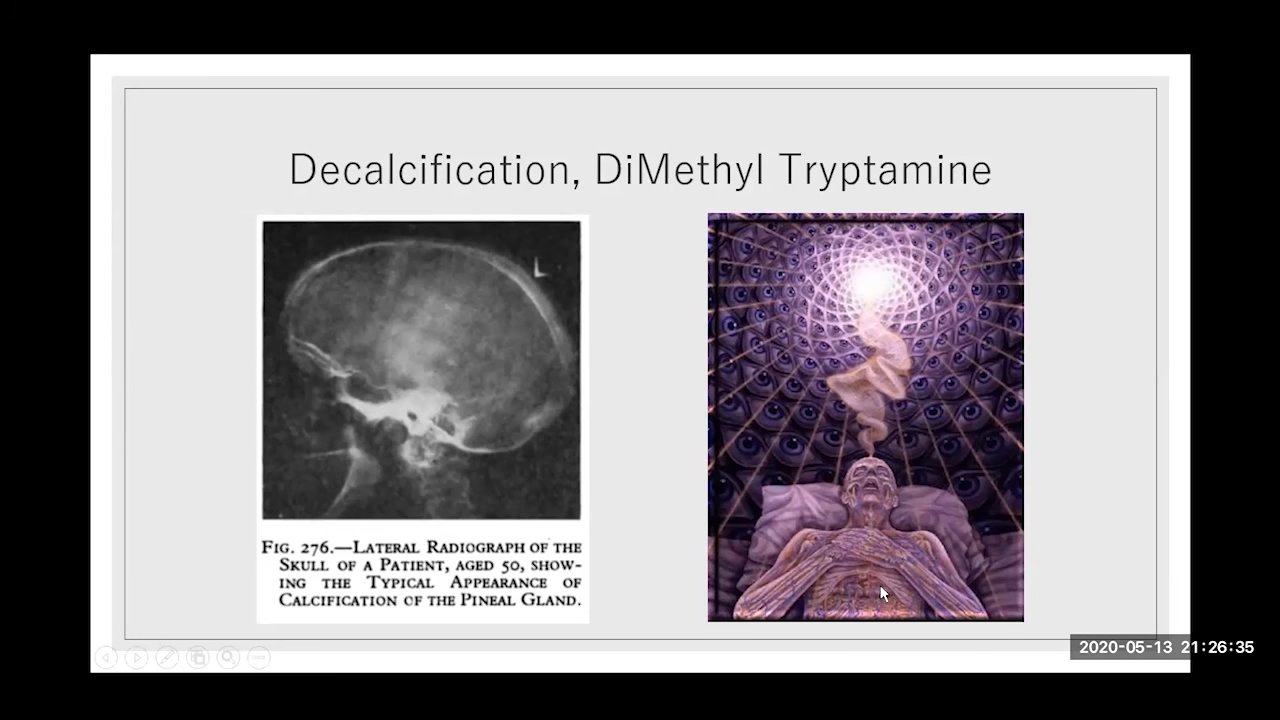 Decalcification, DiMethyl Tryptamine
L
FIG. 276.—LATERAL RADIOGRAPH OF THE
SKULL OF A PATIENT, AGED 50, SHOW-
ING THE TYPICAL APPEARANCE OF
CALCIFICATION OF THE PINEAL GLAND.
2020-05-13 21:26:35